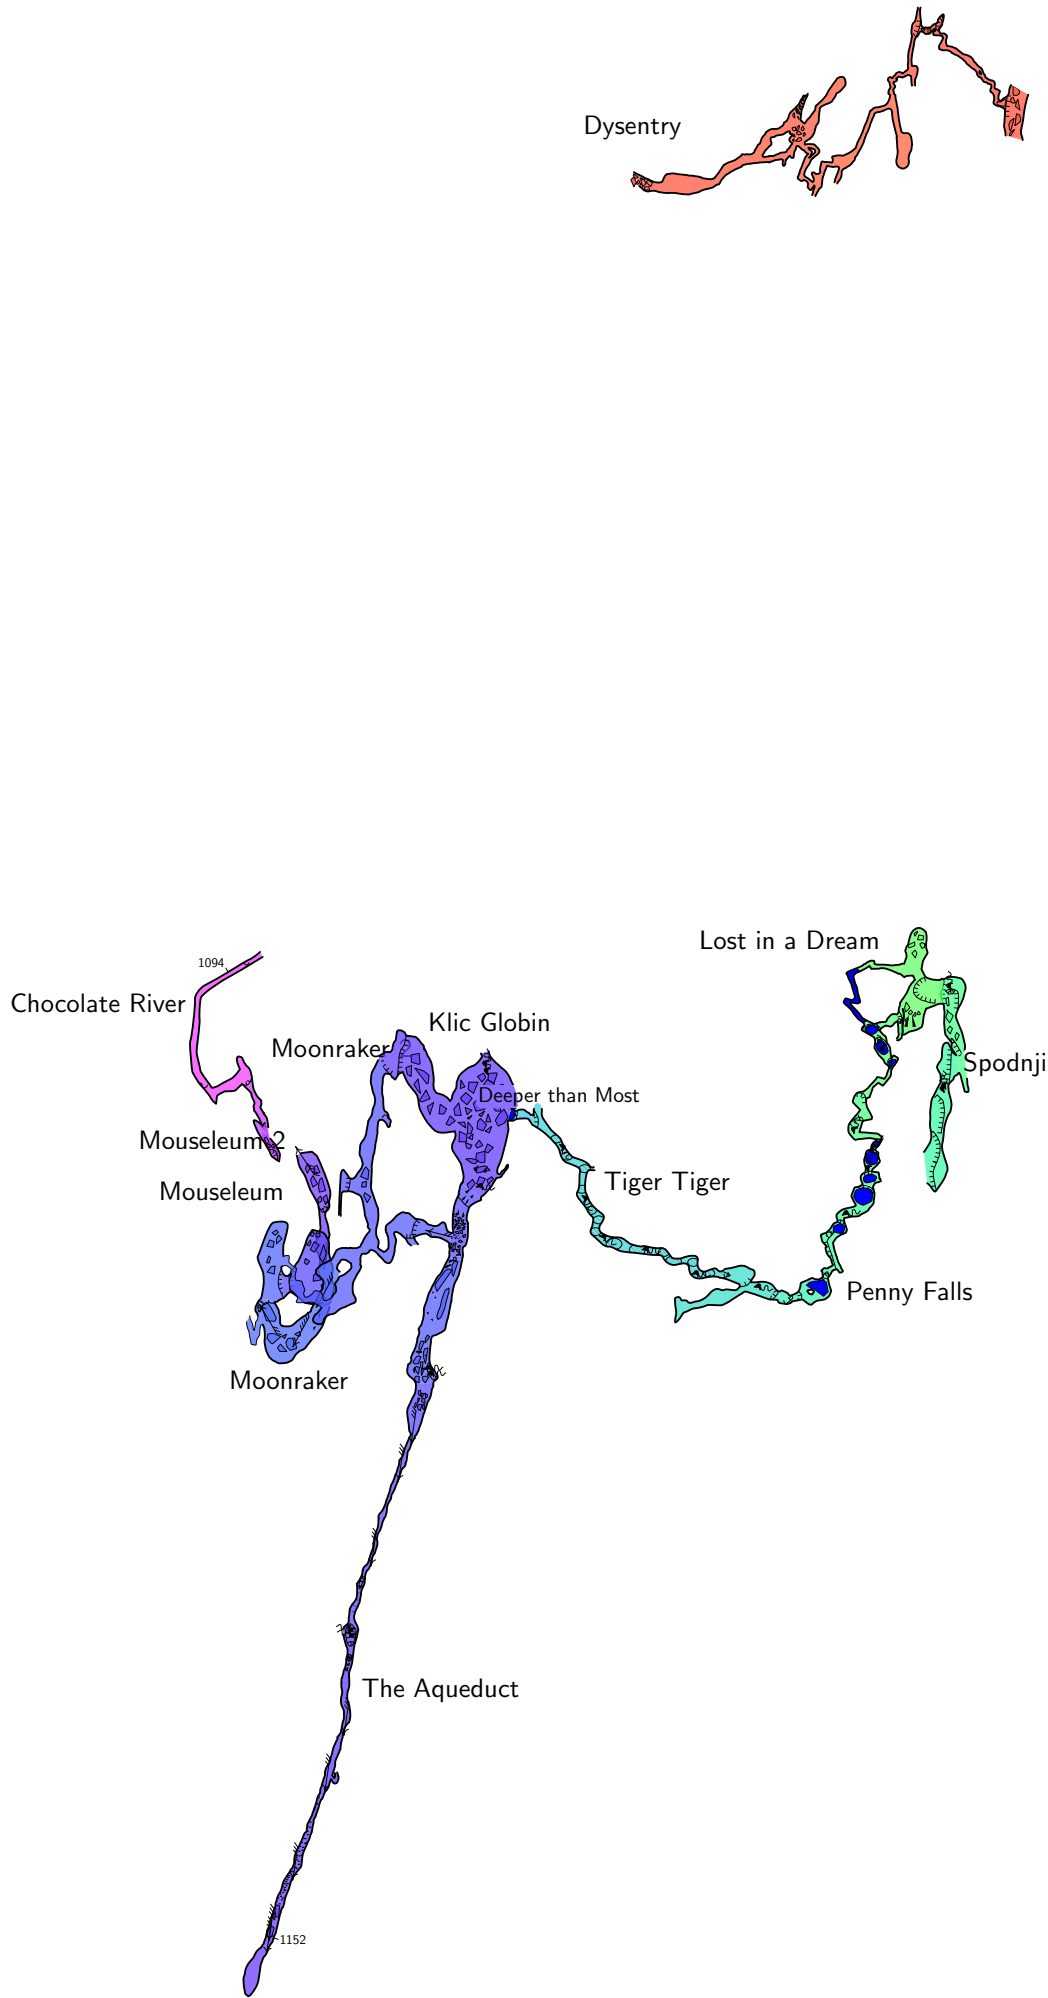 Dysentry
Lost in a Dream
1094
Chocolate River
Klic Globin
Moonraker
Spodnji
Deeper than Most
Mouseleum 2
Tiger Tiger
Mouseleum
Penny Falls
Moonraker
The Aqueduct
1152